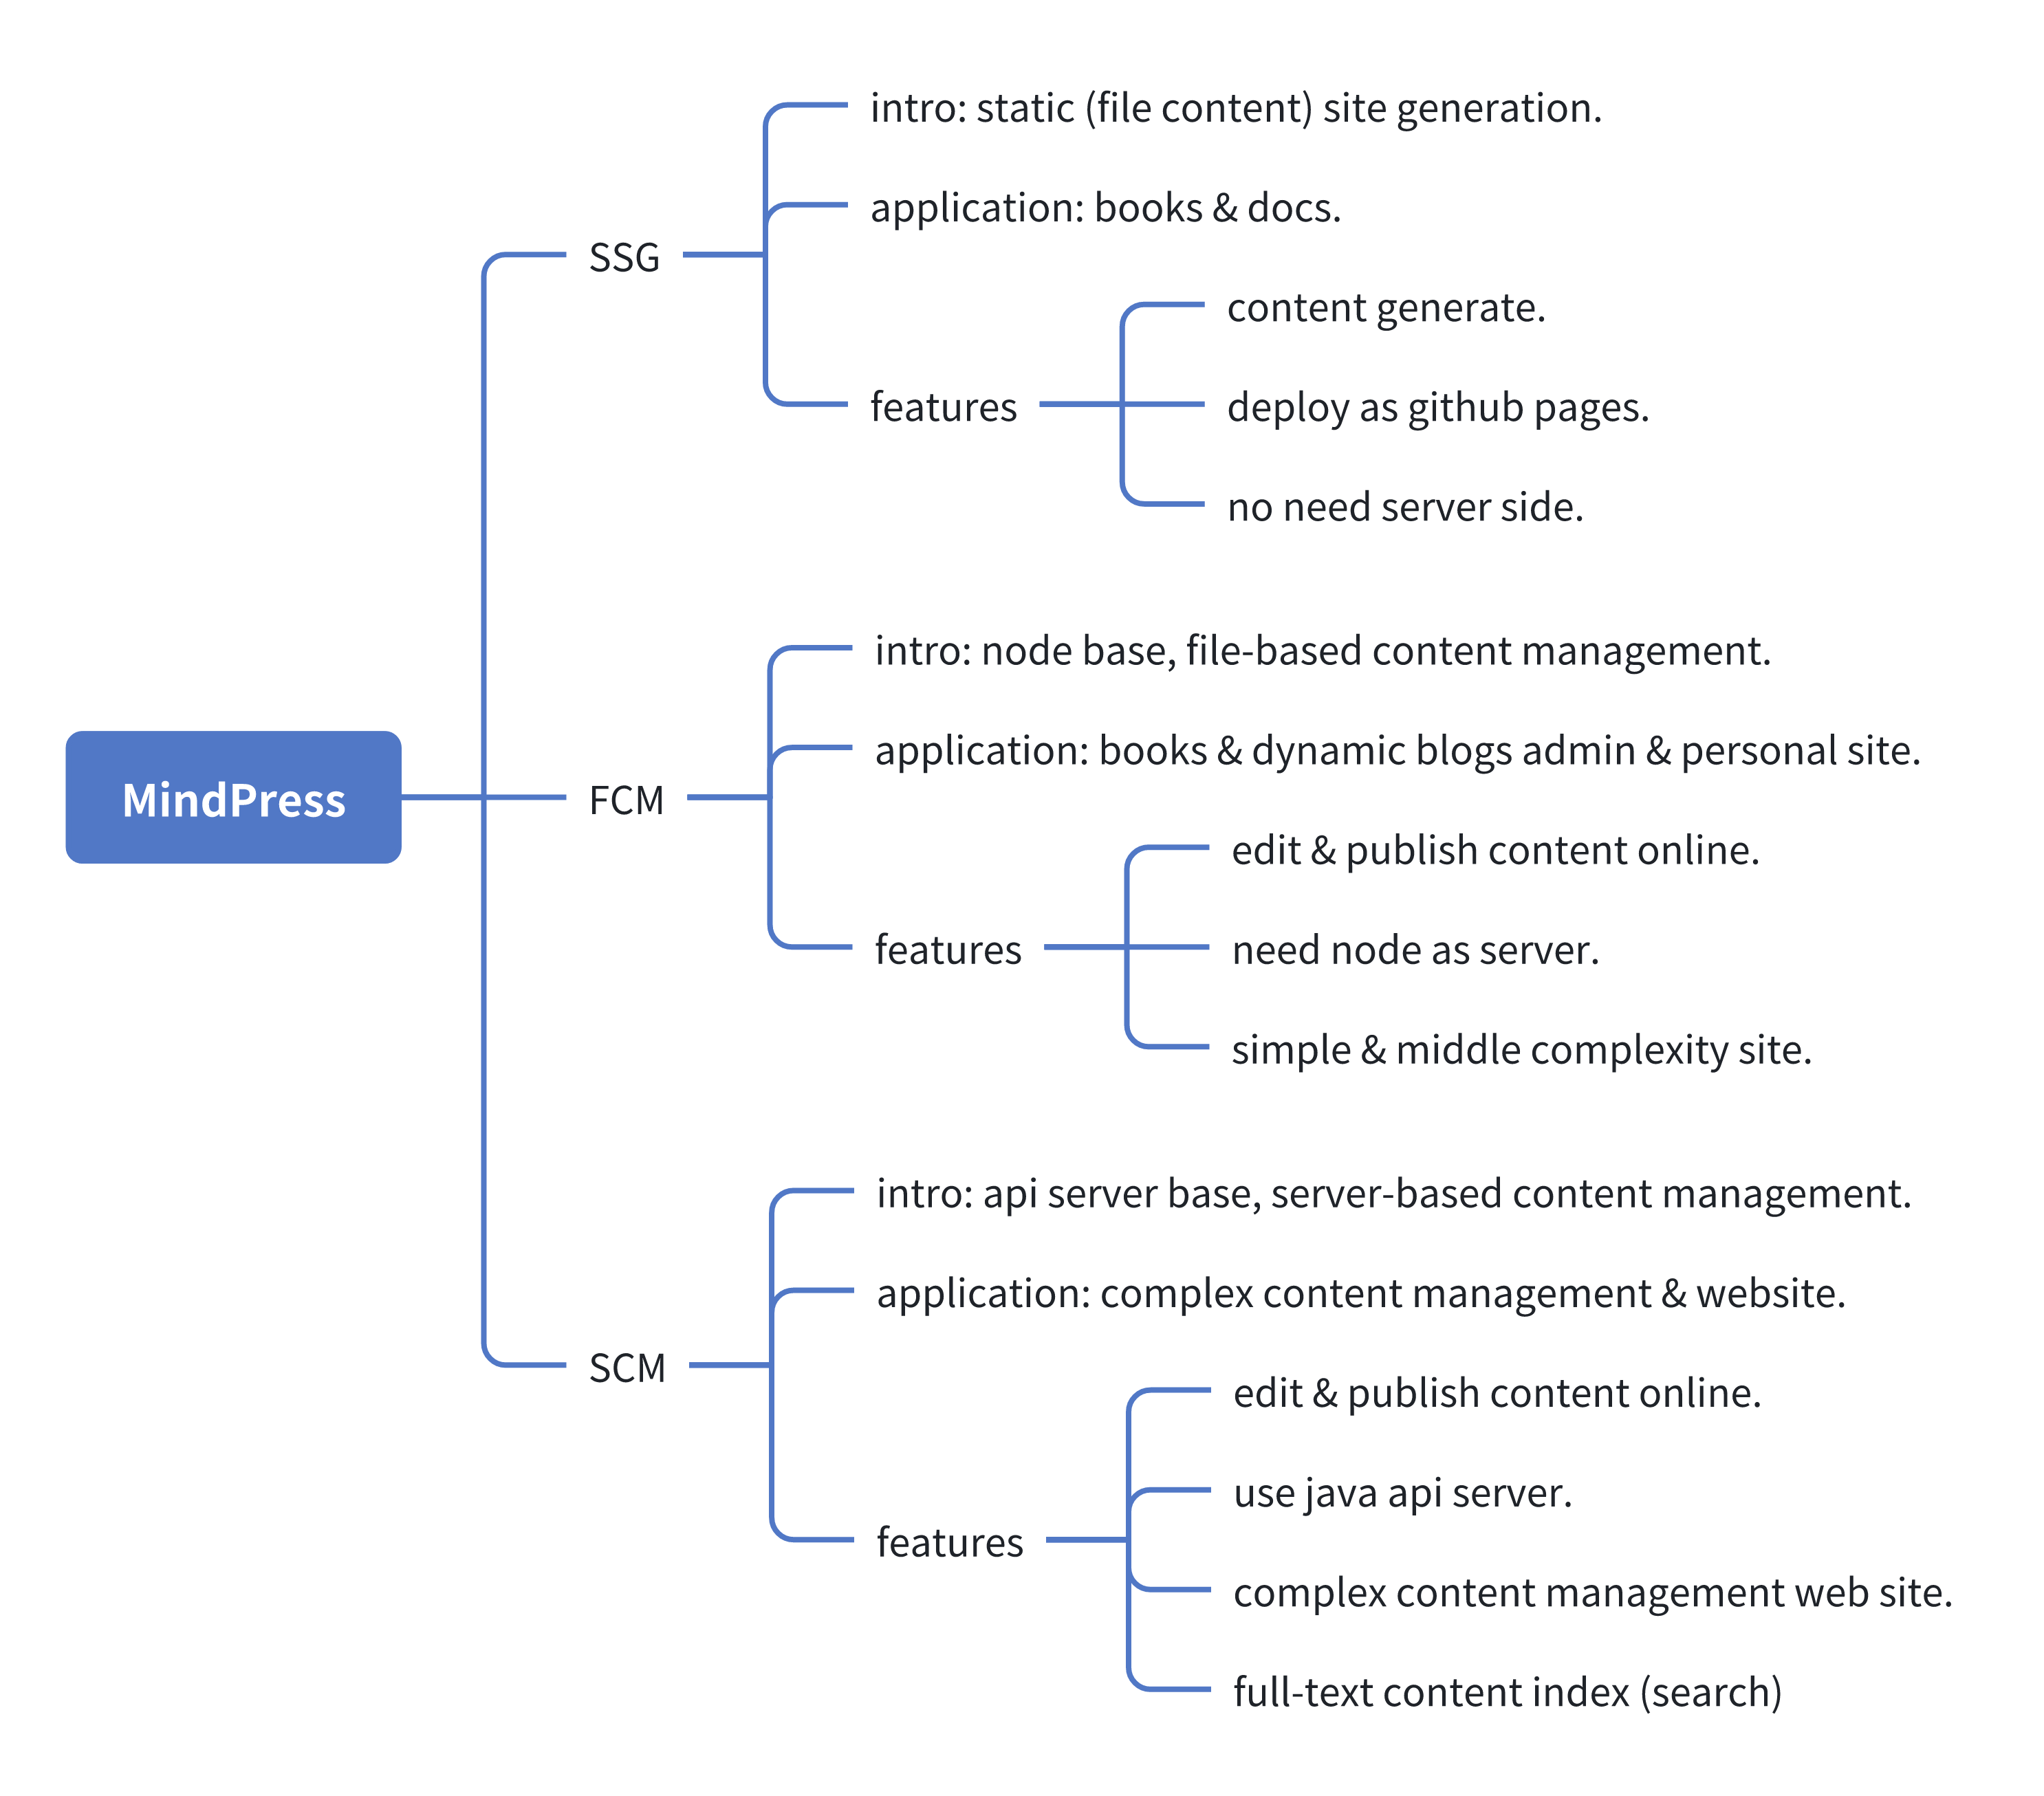 MindPress
SSG
intro: static (file content) site generation.
application: books & docs.
features
content generate.
deploy as github pages.
no need server side.
FCM
intro: node base, file-based content management.
application: books & dynamic blogs admin & personal site.
features
edit & publish content online.
need node as server.
simple & middle complexity site.
SCM
intro: api server base, server-based content management.
application: complex content management & website.
features
edit & publish content online.
use java api server.
complex content management web site.
full-text content index (search)